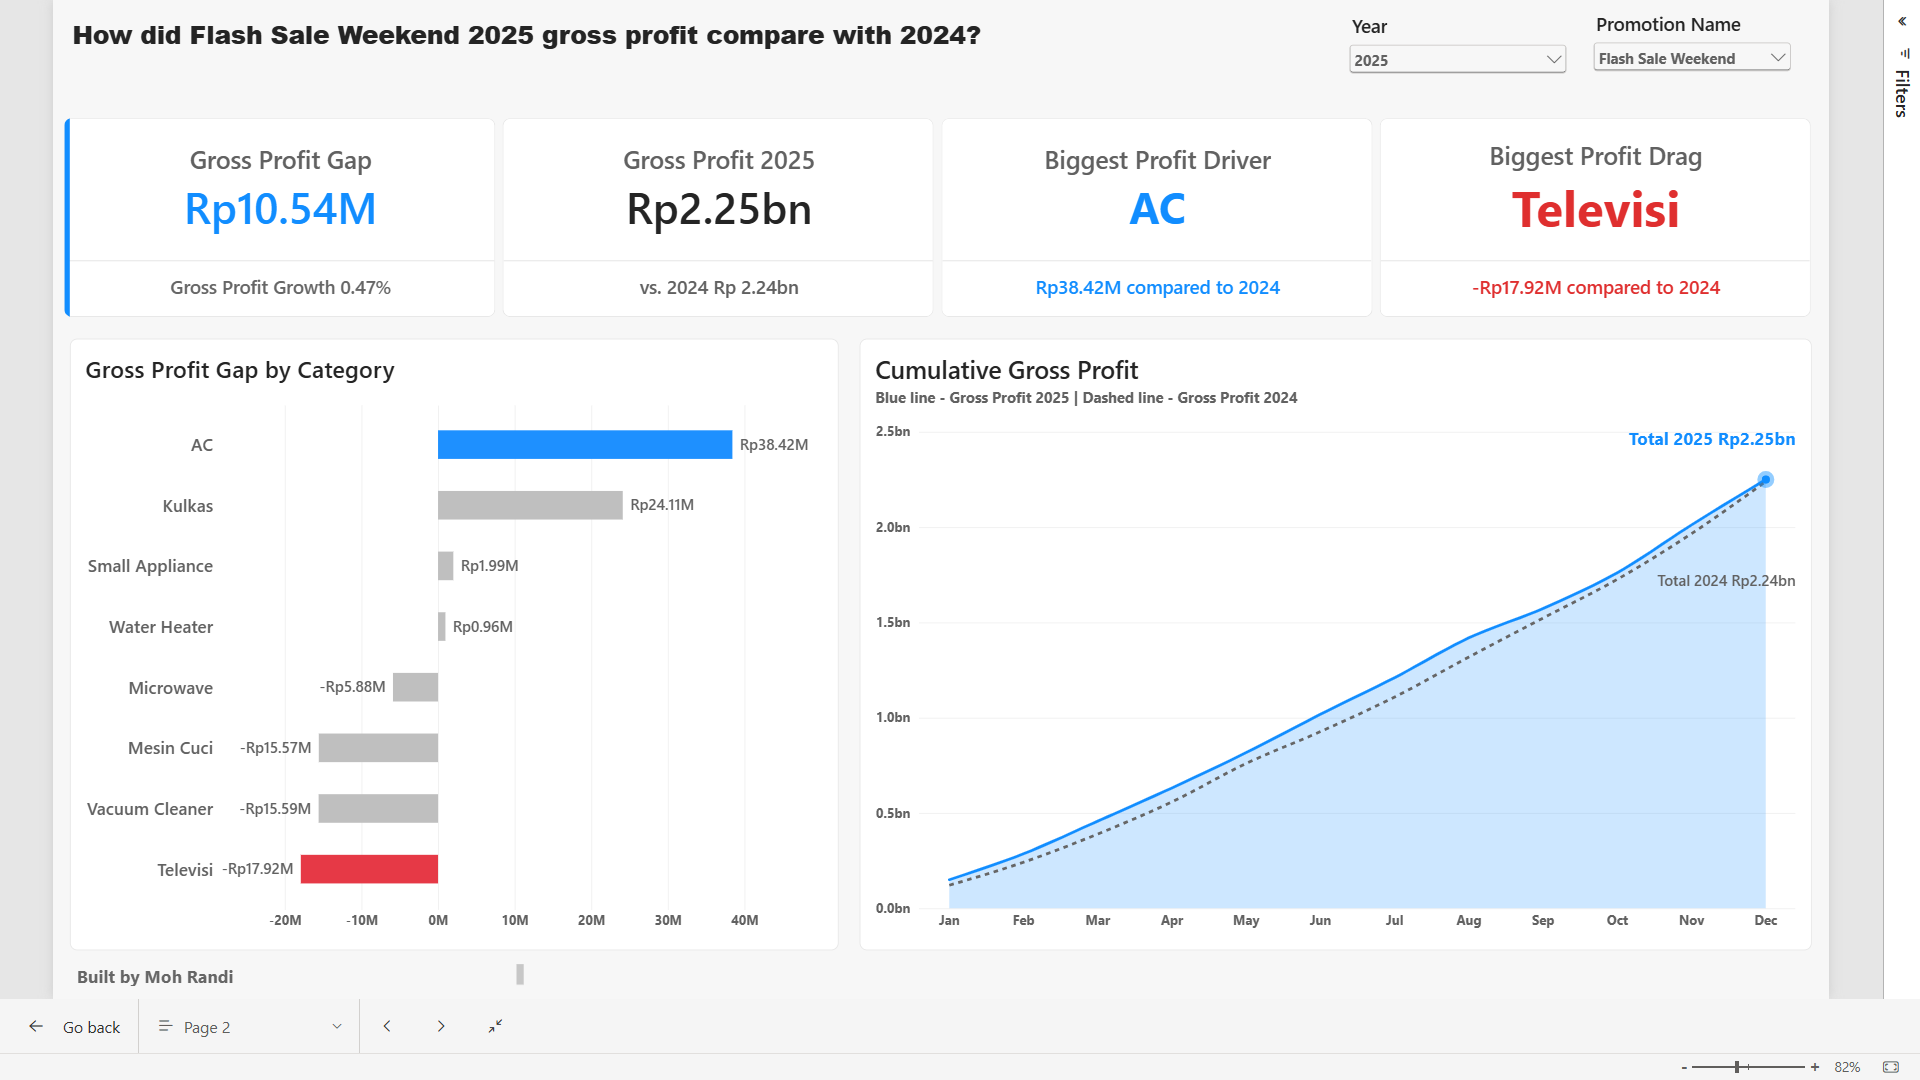 How did Flash Sale Weekend 2025 gross profit compare with 2024?
Year
2025
Promotion Name
Flash Sale Weekend
Filters
Gross Profit Gap
Rp10.54M
Gross Profit Growth 0.47%
Gross Profit 2025
Rp2.25bn
vs. 2024 Rp 2.24bn
Biggest Profit Driver
AC
Rp38.42M compared to 2024
Biggest Profit Drag
Televisi
-Rp17.92M compared to 2024
Gross Profit Gap by Category
AC Rp38.42M
Kulkas Rp24.11M
Small Appliance Rp1.99M
Water Heater Rp0.96M
Microwave -Rp5.88M
Mesin Cuci -Rp15.57M
Vacuum Cleaner -Rp15.59M
Televisi -Rp17.92M
-20M -10M 0M 10M 20M 30M 40M
Cumulative Gross Profit
Blue line - Gross Profit 2025 | Dashed line - Gross Profit 2024
2.5bn
Total 2025 Rp2.25bn
2.0bn
Total 2024 Rp2.24bn
1.5bn
1.0bn
0.5bn
0.0bn
Jan Feb Mar Apr May Jun Jul Aug Sep Oct Nov Dec
Built by Moh Randi
Go back
Page 2
- + 82%